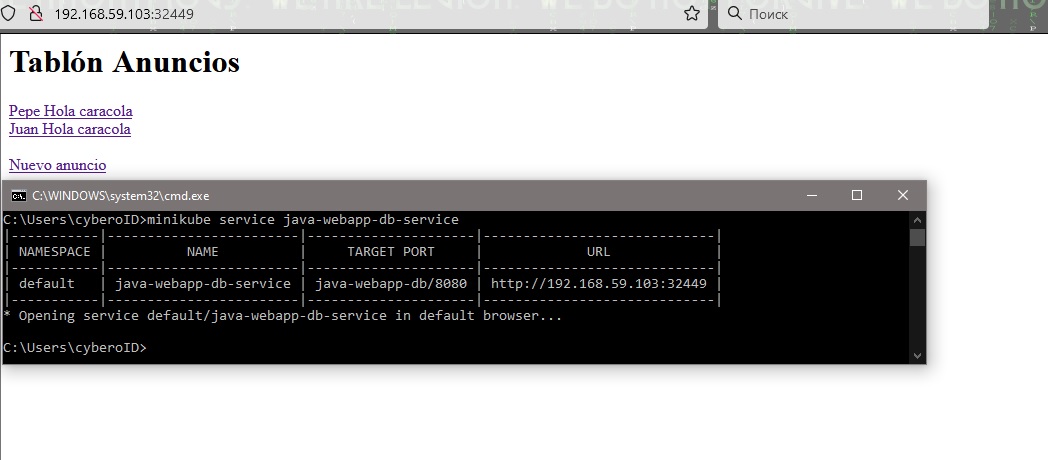 192.168.59.103:32449
Поиск
Tablón Anuncios
Pepe Hola caracola
Juan Hola caracola
Nuevo anuncio
C:\WINDOWS\system32\cmd.exe
C:\Users\cyberoID>minikube service java-webapp-db-service
|-----------|-------------------------|----------------------|-----------------------------|
| NAMESPACE | NAME | TARGET PORT | URL |
|-----------|-------------------------|----------------------|-----------------------------|
| default | java-webapp-db-service | java-webapp-db/8080 | http://192.168.59.103:32449 |
|-----------|-------------------------|----------------------|-----------------------------|
* Opening service default/java-webapp-db-service in default browser...
C:\Users\cyberoID>